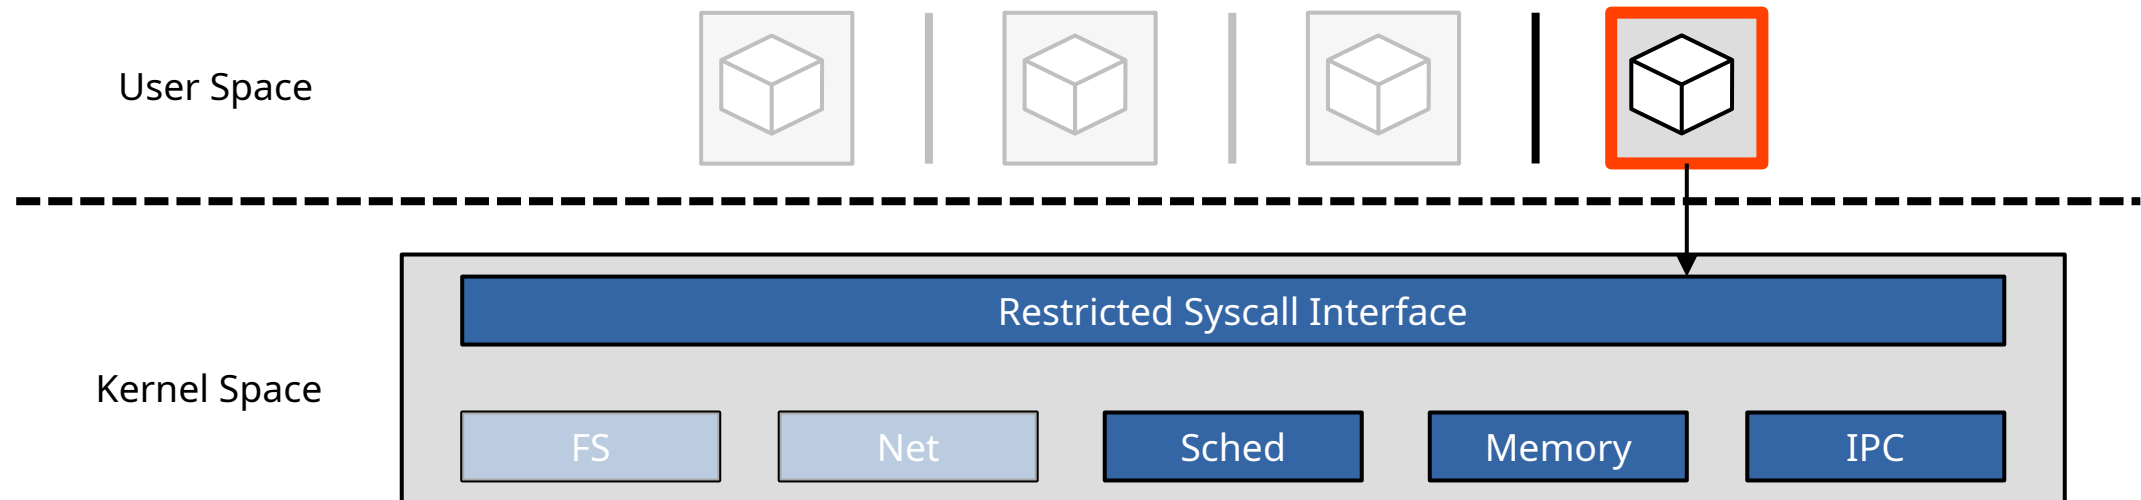 User Space
Restricted Syscall Interface
Kernel Space
FS
Net
Sched
Memory
IPC